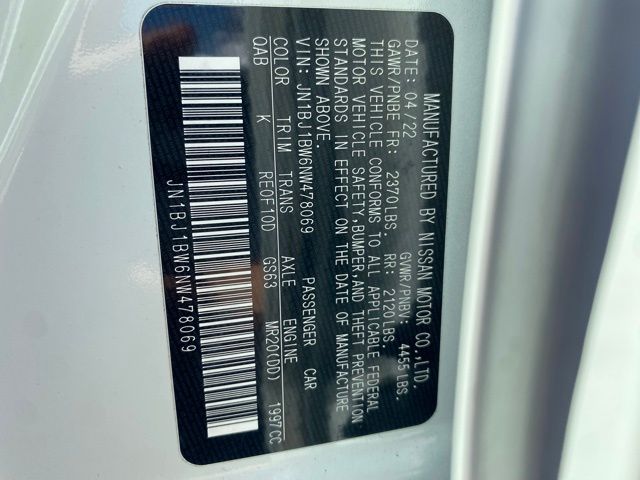 MANUFACTURED BY NISSAN MOTOR CO.,LTD.
DATE: 04/22 GVWR/PNBV: 4455 LBS.
GAWR/PNBE FR: 2370LBS. RR: 2120LBS.
THIS VEHICLE CONFORMS TO ALL APPLICABLE FEDERAL
MOTOR VEHICLE SAFETY,BUMPER,AND THEFT PREVENTION
STANDARDS IN EFFECT ON THE DATE OF MANUFACTURE
SHOWN ABOVE.
VIN: JN1BJ1BW6NW478069 PASSENGER CAR
COLOR TRIM TRANS AXLE ENGINE
QAB K RE0F10D GS63 MR20(DD) 1997CC
JN1BJ1BW6NW478069